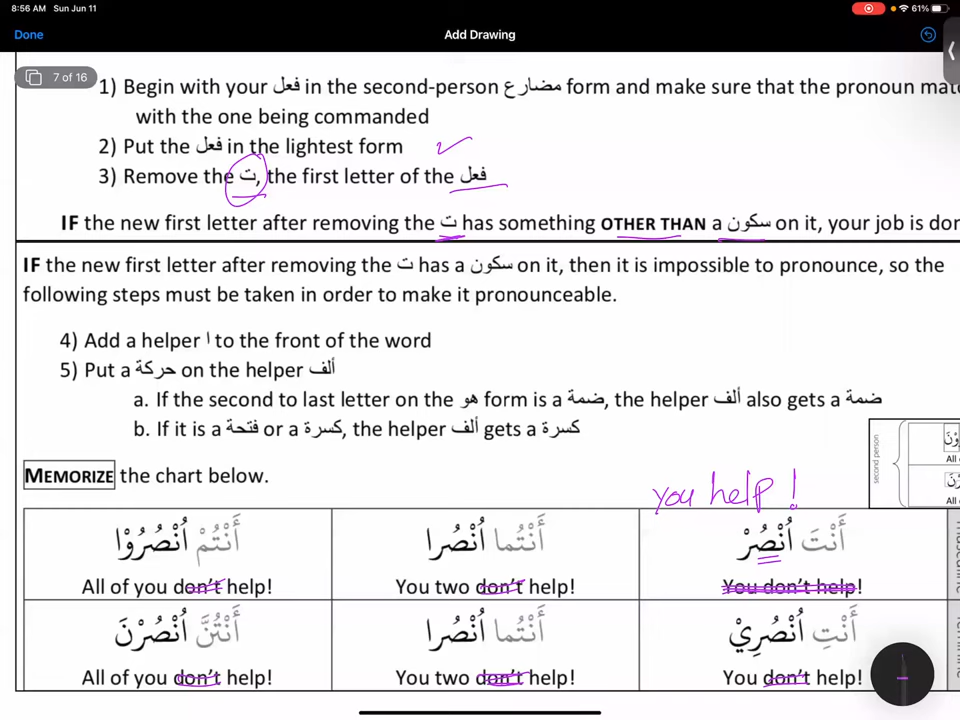 8:56 AM Sun Jun 11 61%
Done Add Drawing
7 of 16
1) Begin with your فعل in the second-person مضارع form and make sure that the pronoun mat
with the one being commanded
2) Put the فعل in the lightest form
3) Remove the ت, the first letter of the فعل
IF the new first letter after removing the ت has something OTHER THAN a سكون on it, your job is don
IF the new first letter after removing the ت has a سكون on it, then it is impossible to pronounce, so the
following steps must be taken in order to make it pronounceable.
4) Add a helper ا to the front of the word
5) Put a حركة on the helper ألف
a. If the second to last letter on the هو form is a ضمة, the helper ألف also gets a ضمة
b. If it is a فتحة or a كسرة, the helper ألف gets a كسرة
second person
All
All
MEMORIZE the chart below.
you help!
أَنْتُمْ اُنْصُرُوْا أَنْتُما اُنْصُرا أَنْتَ اُنْصُرْ
All of you don't help! You two don't help! You don't help!
أَنْتُنَّ اُنْصُرْنَ أَنْتُما اُنْصُرا أَنْتِ اُنْصُرِيْ
All of you don't help! You two don't help! You don't help!